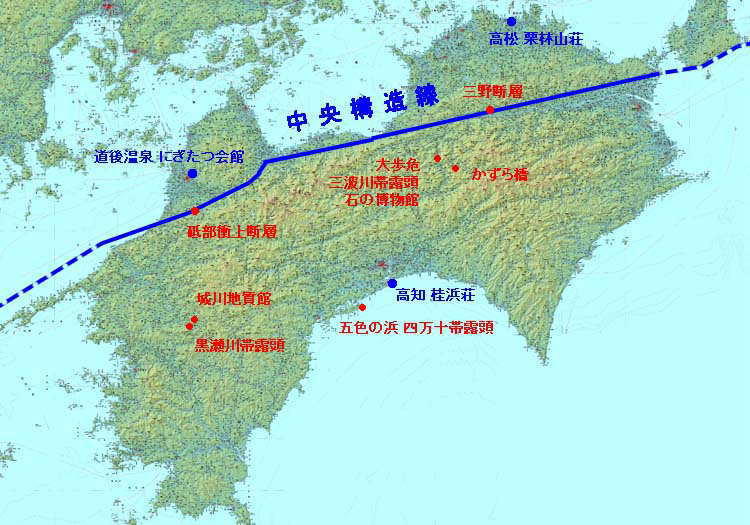 高松 栗林山荘
中央構造線
三野断層
道後温泉 にぎたつ会館
大歩危
三波川帯露頭
石の博物館
かずら橋
砥部衝上断層
城川地質館
高知 桂浜荘
五色の浜 四万十帯露頭
黒瀬川帯露頭